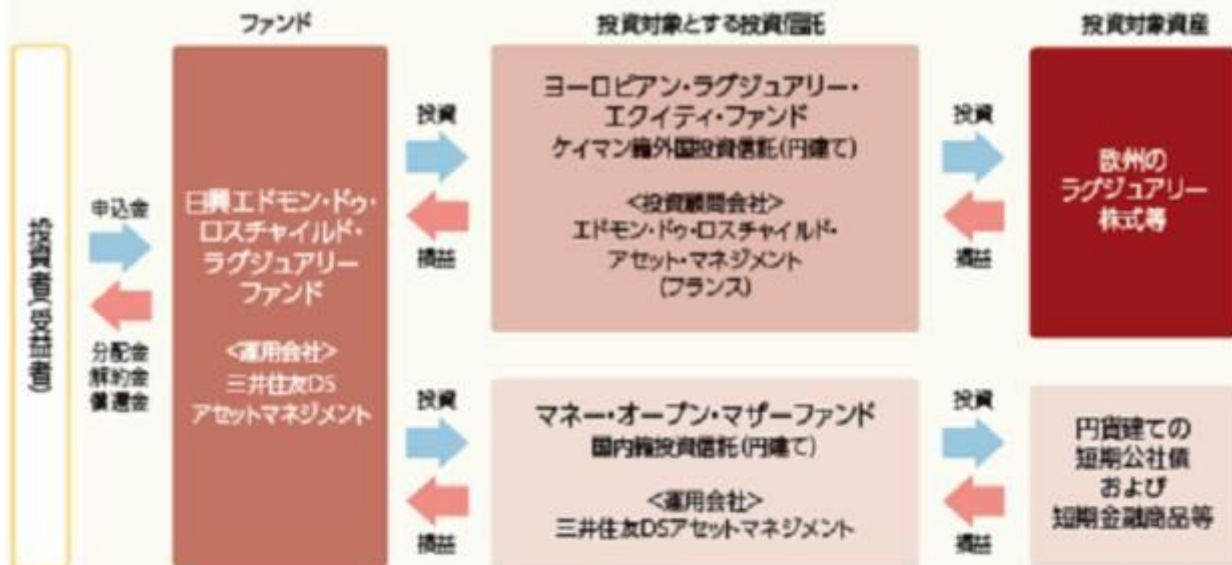 ファンド
投資対象とする投資信託
投資対象資産
投資者(受益者)
申込金
分配金
解約金
償還金
日興エドモン・ドゥ・
ロスチャイルド・
ラグジュアリー
ファンド
<運用会社>
三井住友DS
アセットマネジメント
投資
損益
ヨーロピアン・ラグジュアリー・
エクイティ・ファンド
ケイマン籍外国投資信託(円建て)
<投資顧問会社>
エドモン・ドゥ・ロスチャイルド・
アセット・マネジメント
(フランス)
投資
損益
欧州の
ラグジュアリー
株式等
投資
損益
マネー・オープン・マザーファンド
国内籍投資信託(円建て)
<運用会社>
三井住友DSアセットマネジメント
投資
損益
円貨建ての
短期公社債
および
短期金融商品等